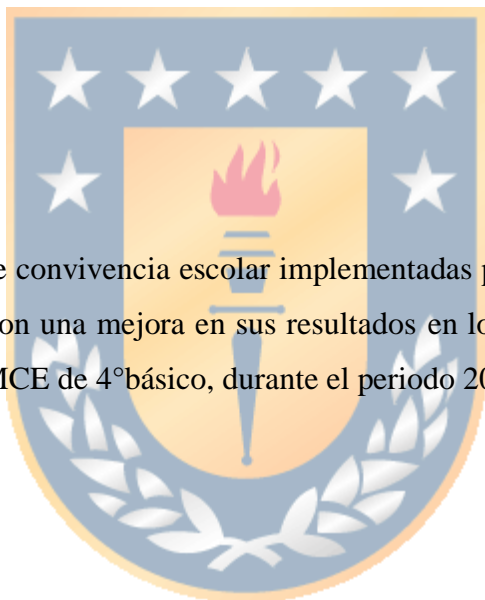 e convivencia escolar implementadas p
on una mejora en sus resultados en lo
MCE de 4°básico, durante el periodo 20